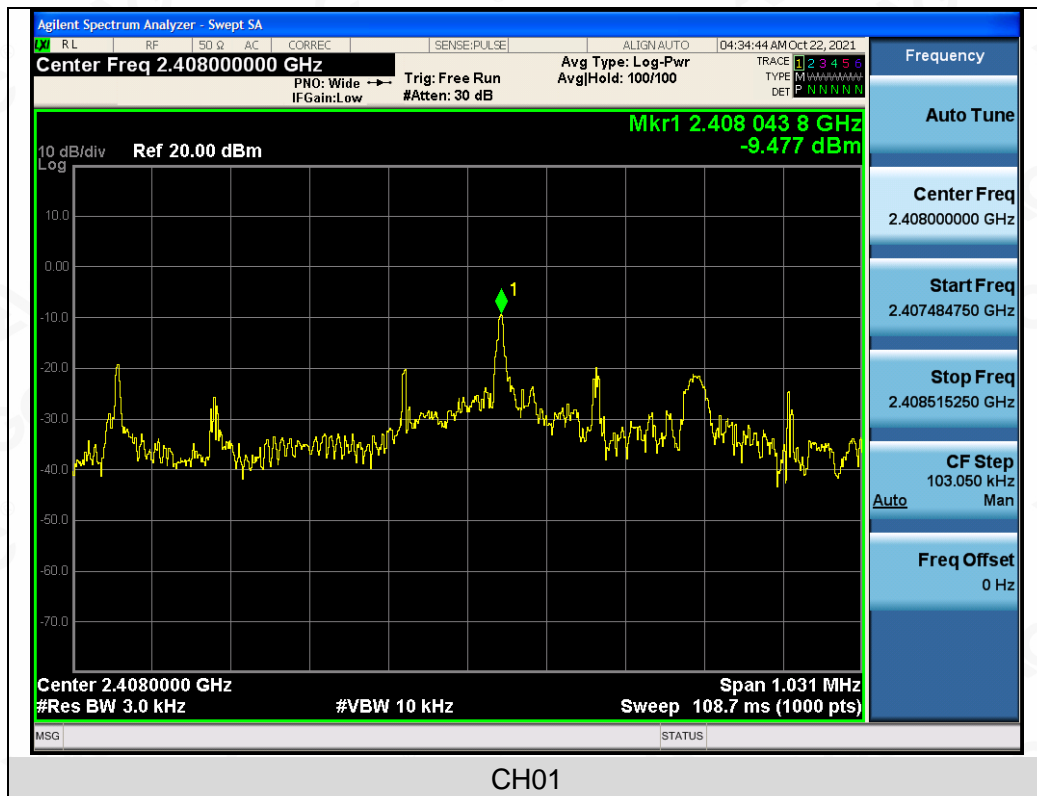 Agilent Spectrum Analyzer - Swept SA
LXI RL RF 50 Ω AC CORREC SENSE:PULSE ALIGN AUTO 04:34:44 AM Oct 22, 2021
Center Freq 2.408000000 GHz Avg Type: Log-Pwr TRACE 1 2 3 4 5 6
PNO: Wide Trig: Free Run Avg|Hold: 100/100 TYPE M WWWWW
IFGain:Low #Atten: 30 dB DET P N N N N N
Mkr1 2.408 043 8 GHz
10 dB/div Ref 20.00 dBm -9.477 dBm
Log
10.0
0.00
1
-10.0
-20.0
-30.0
-40.0
-50.0
-60.0
-70.0
Center 2.4080000 GHz Span 1.031 MHz
#Res BW 3.0 kHz #VBW 10 kHz Sweep 108.7 ms (1000 pts)
MSG STATUS
Frequency
Auto Tune
Center Freq
2.408000000 GHz
Start Freq
2.407484750 GHz
Stop Freq
2.408515250 GHz
CF Step
103.050 kHz
Auto Man
Freq Offset
0 Hz
CH01